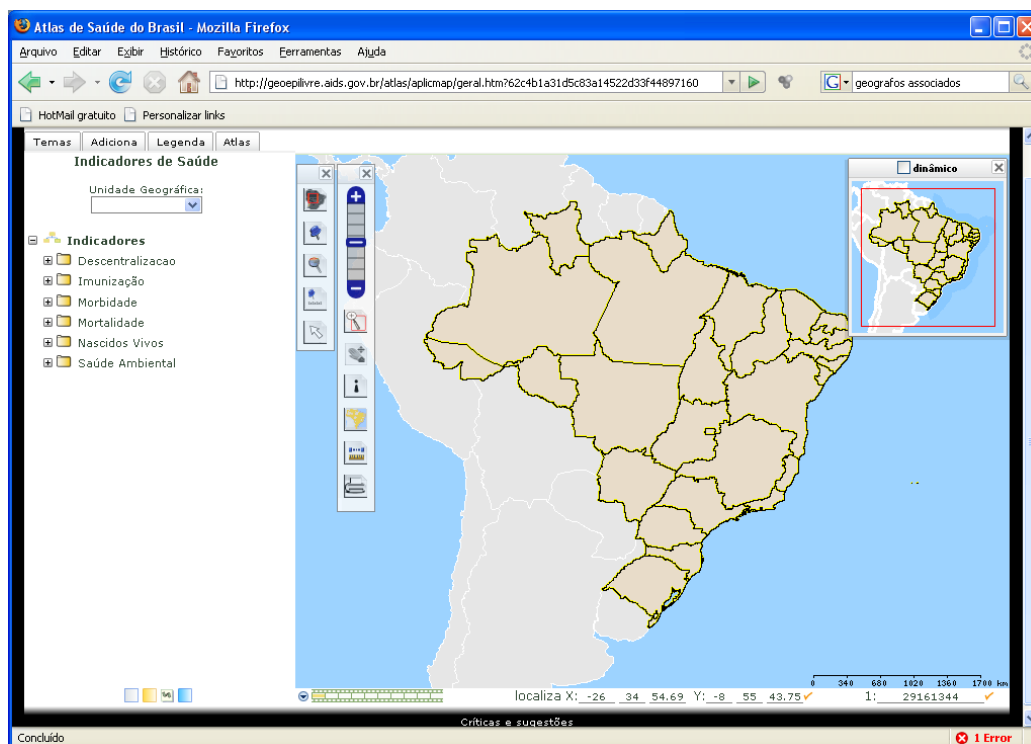 Atlas de Saúde do Brasil - Mozilla Firefox
Arquivo Editar Exibir Histórico Favoritos Ferramentas Ajuda
http://geoepilivre.aids.gov.br/atlas/aplicmap/geral.htm?62c4b1a31d5c83a14522d33f44897160
G geografos associados
HotMail gratuito Personalizar links
Temas Adiciona Legenda Atlas
Indicadores de Saúde
Unidade Geográfica:
Indicadores
Descentralizacao
Imunização
Morbidade
Mortalidade
Nascidos Vivos
Saúde Ambiental
dinâmico
0 340 680 1020 1360 1700 km
localiza X: -26 34 54.69 Y: -8 55 43.75 1: 29161344
Críticas e sugestões
Concluído
1 Error